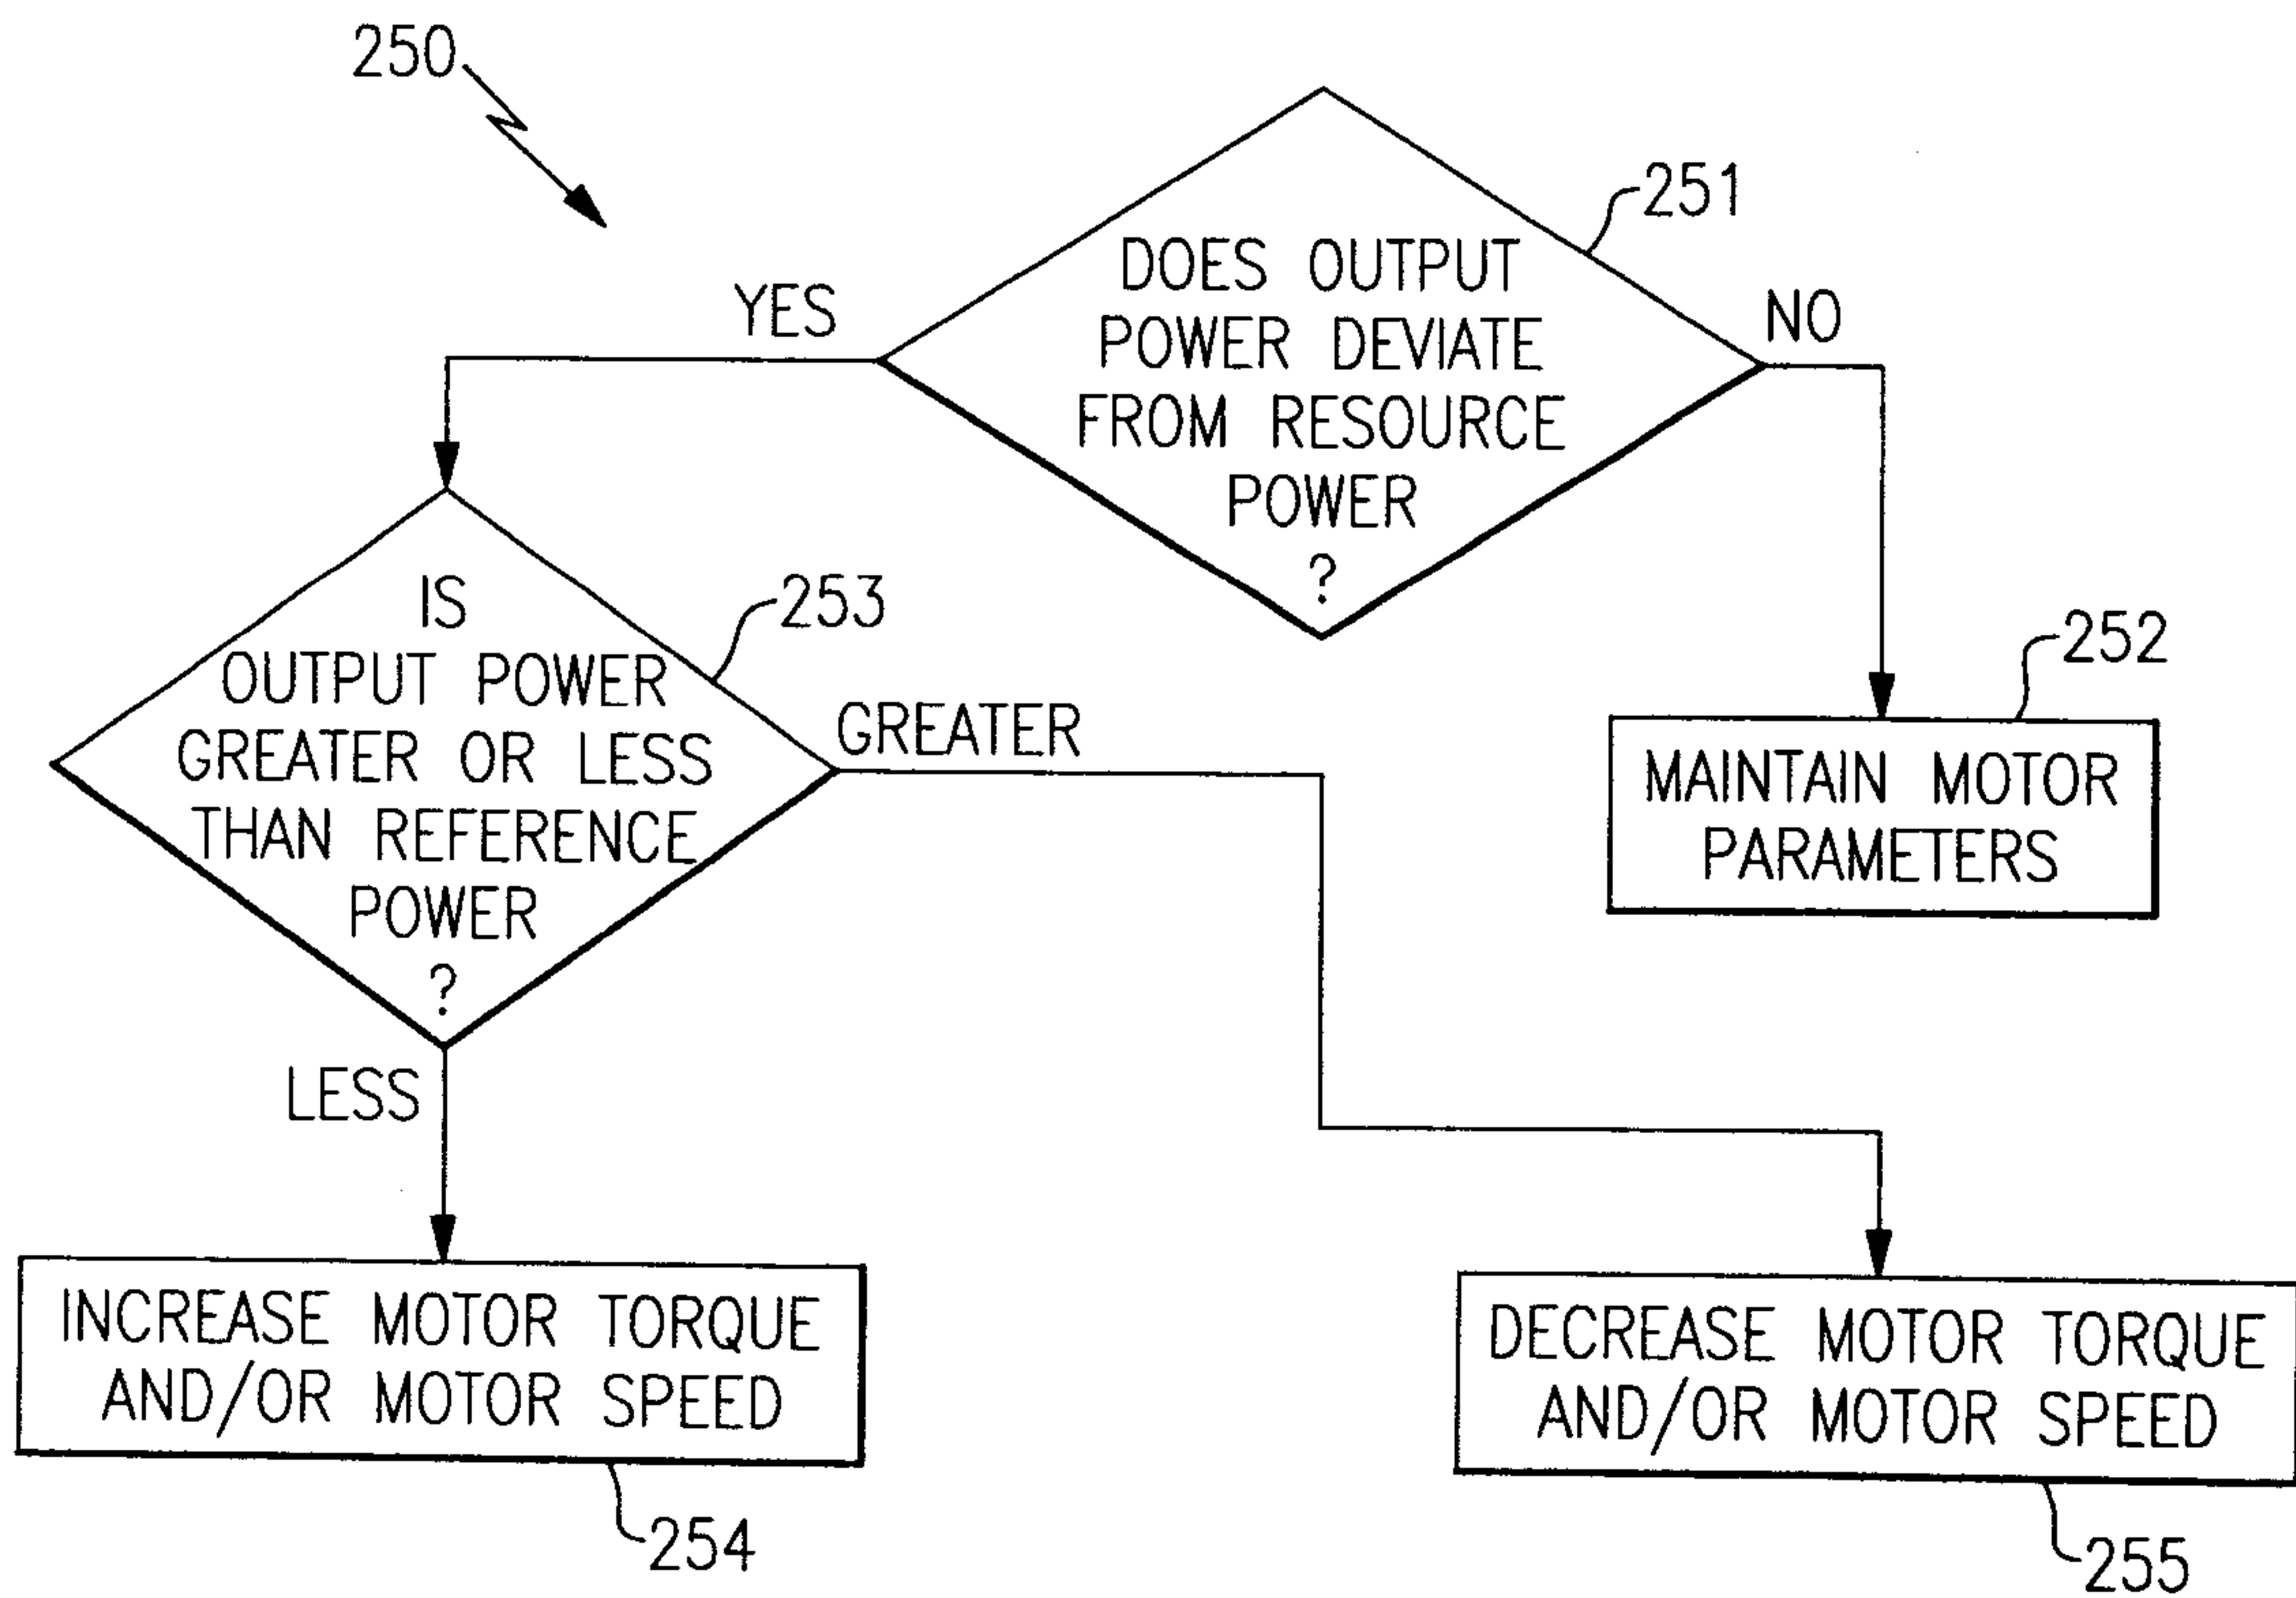 250
251
DOES OUTPUT
POWER DEVIATE
FROM RESOURCE
POWER
?
YES
NO
252
MAINTAIN MOTOR
PARAMETERS
253
IS
OUTPUT POWER
GREATER OR LESS
THAN REFERENCE
POWER
?
GREATER
LESS
INCREASE MOTOR TORQUE
AND/OR MOTOR SPEED
254
DECREASE MOTOR TORQUE
AND/OR MOTOR SPEED
255